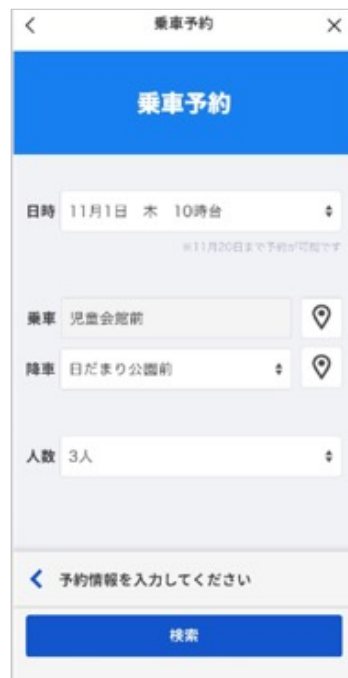 乗車予約
乗車予約
日時 11月1日 木 10時台
※11月20日まで予約が可能です
乗車 児童会館前
降車 日だまり公園前
人数 3人
予約情報を入力してください
検索